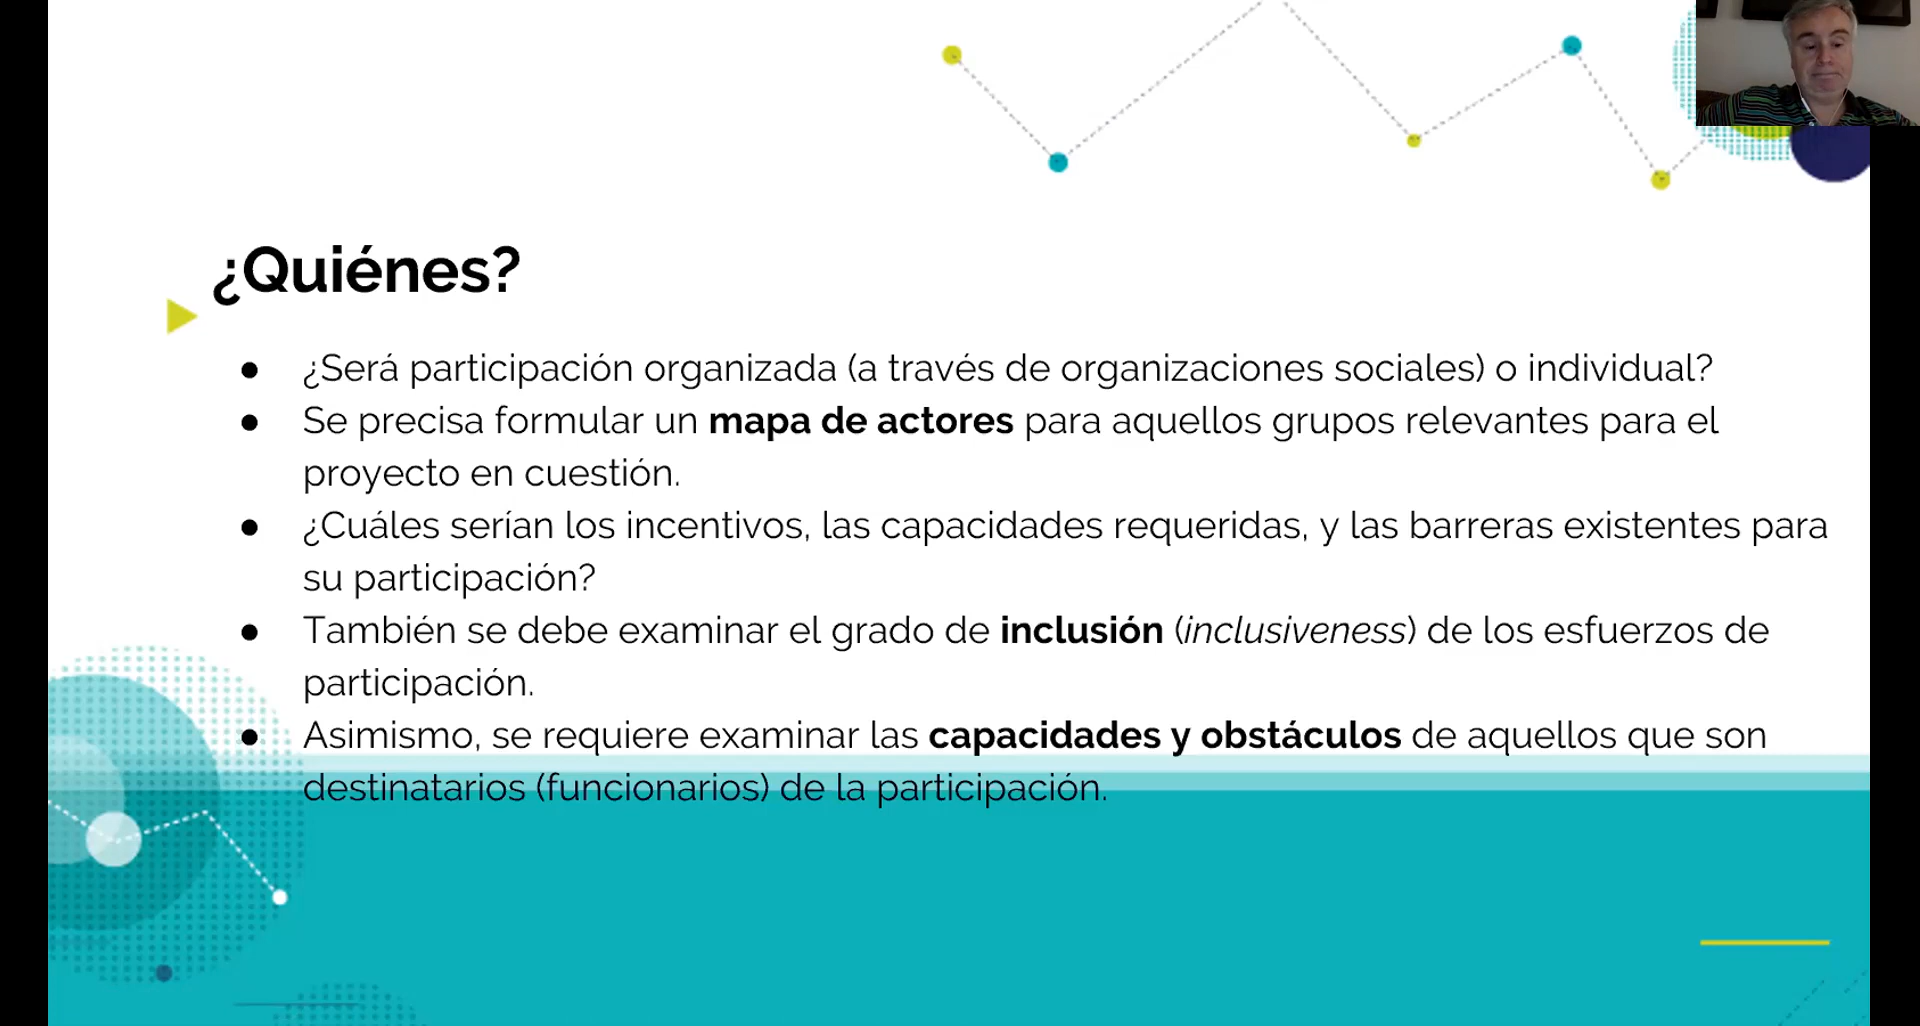 ¿Quiénes?
● ¿Será participación organizada (a través de organizaciones sociales) o individual?
● Se precisa formular un mapa de actores para aquellos grupos relevantes para el
proyecto en cuestión.
● ¿Cuáles serían los incentivos, las capacidades requeridas, y las barreras existentes para
su participación?
● También se debe examinar el grado de inclusión (inclusiveness) de los esfuerzos de
participación.
● Asimismo, se requiere examinar las capacidades y obstáculos de aquellos que son
destinatarios (funcionarios) de la participación.